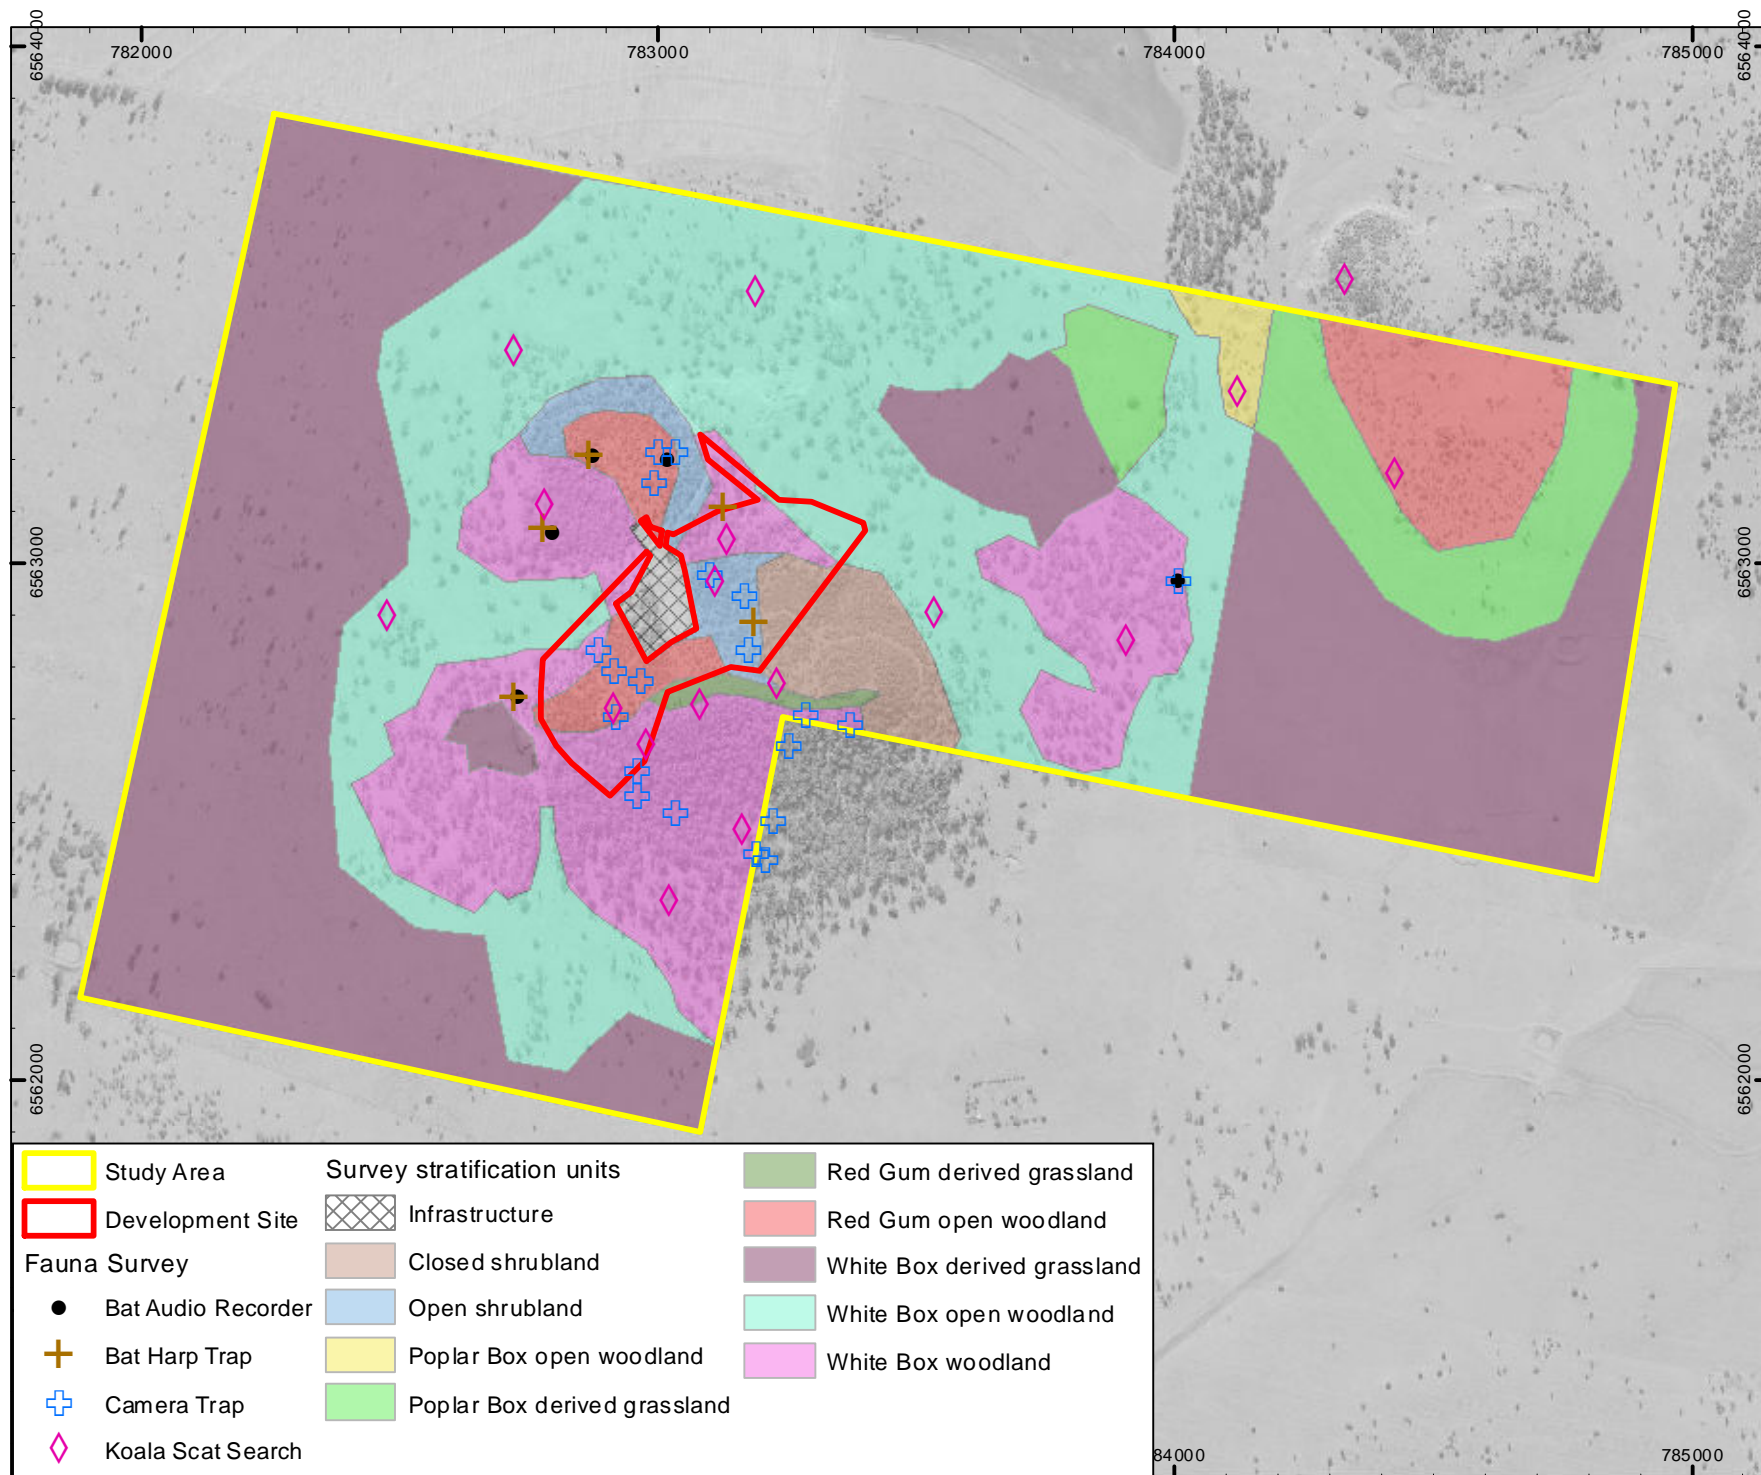 782000 783000 784000 785000
6564000 6564000
6563000 6563000
6562000 6562000
Study Area
Development Site
Fauna Survey
Bat Audio Recorder
Bat Harp Trap
Camera Trap
Koala Scat Search
Survey stratification units
Infrastructure
Closed shrubland
Open shrubland
Poplar Box open woodland
Poplar Box derived grassland
Red Gum derived grassland
Red Gum open woodland
White Box derived grassland
White Box open woodland
White Box woodland
84000 785000